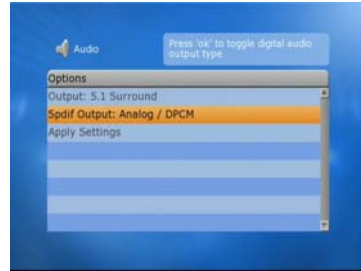 Audio
Press 'ok' to toggle digital audio
output type
Options
Output: 5.1 Surround
Spdif Output: Analog / DPCM
Apply Settings